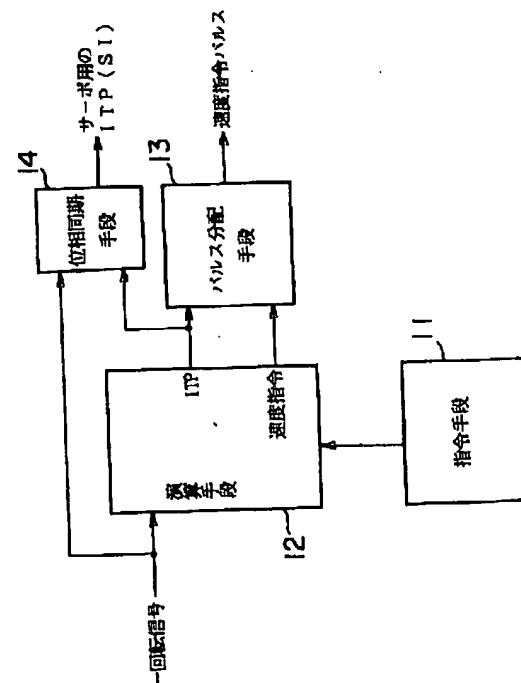 サーボ用の
ITP(SI)
14
位相同期
手段
速度指令パルス
13
パルス分配
手段
ITP
速度指令
演算
手段
12
11
指令手段
一回転信号